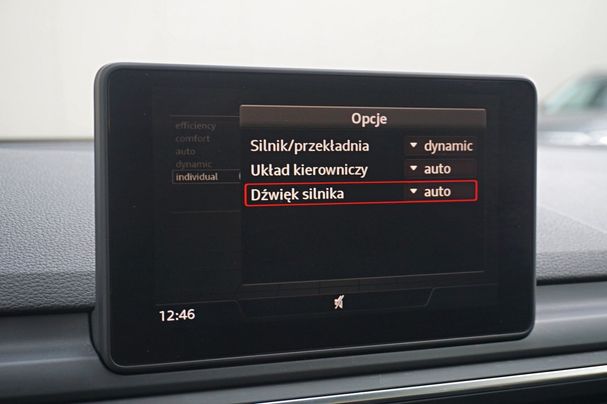 Opcje
efficiency
comfort
auto
dynamic
individual
Silnik/przekładnia dynamic
Układ kierowniczy auto
Dźwięk silnika auto
12:46